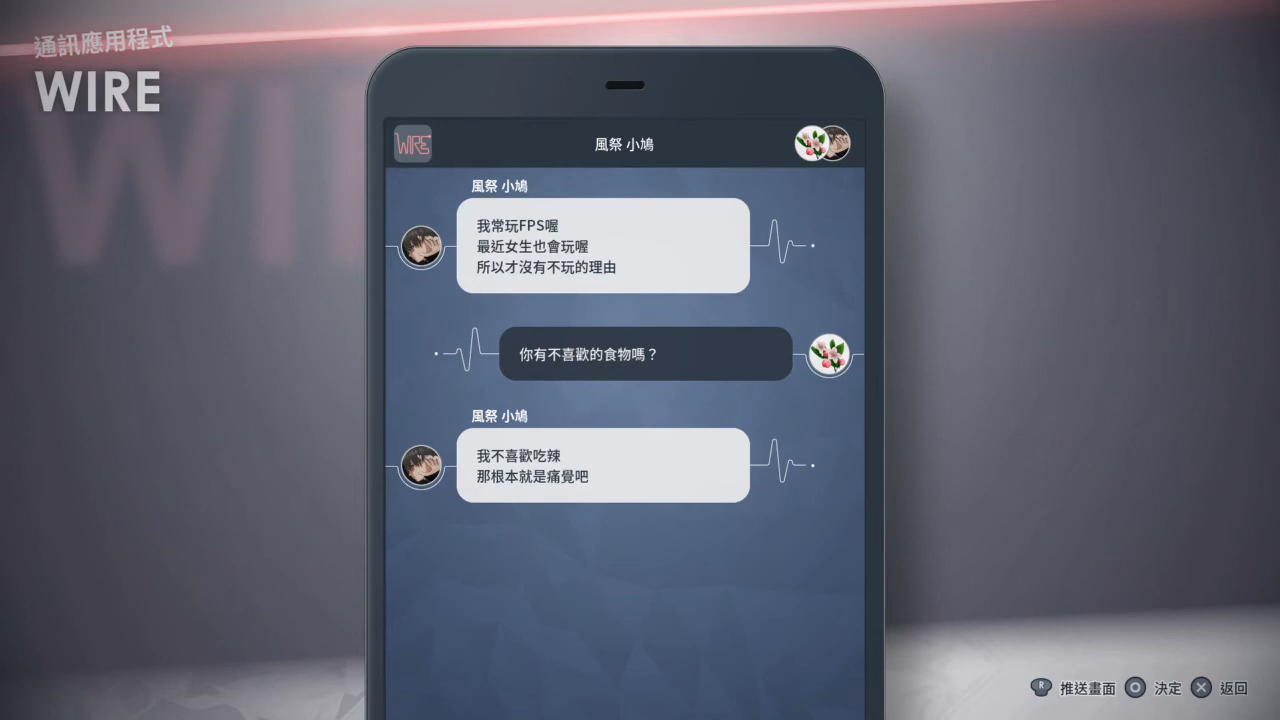 通訊應用程式
WIRE
WIRE
風祭 小鳩
風祭 小鳩
我常玩FPS喔
最近女生也會玩喔
所以才沒有不玩的理由
你有不喜歡的食物嗎？
風祭 小鳩
我不喜歡吃辣
那根本就是痛覺吧
R 推送畫面 決定 返回